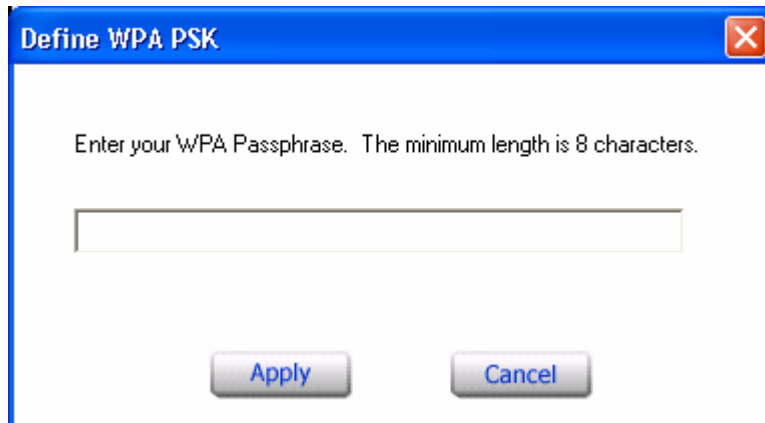 Define WPA PSK
Enter your WPA Passphrase. The minimum length is 8 characters.
Apply Cancel